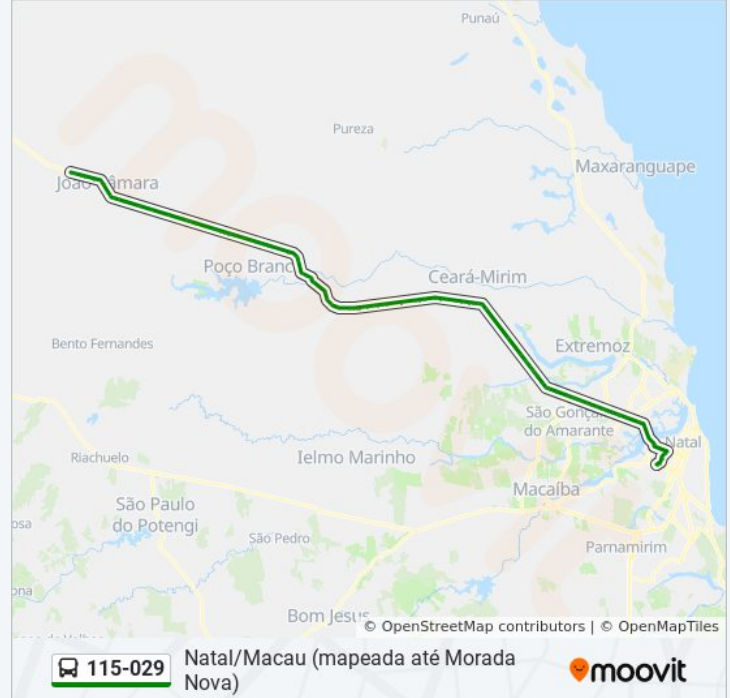 Punaú
Pureza
Maxaranguape
João Câmara
Poço Branco
Ceará-Mirim
Bento Fernandes
Extremoz
São Gonçalo
do Amarante
Natal
Riachuelo
Ielmo Marinho
Macaíba
São Paulo
do Potengi
São Pedro
Parnamirim
Bom Jesus
© OpenStreetMap contributors | © OpenMapTiles
115-029
Natal/Macau (mapeada até Morada
Nova)
moovit